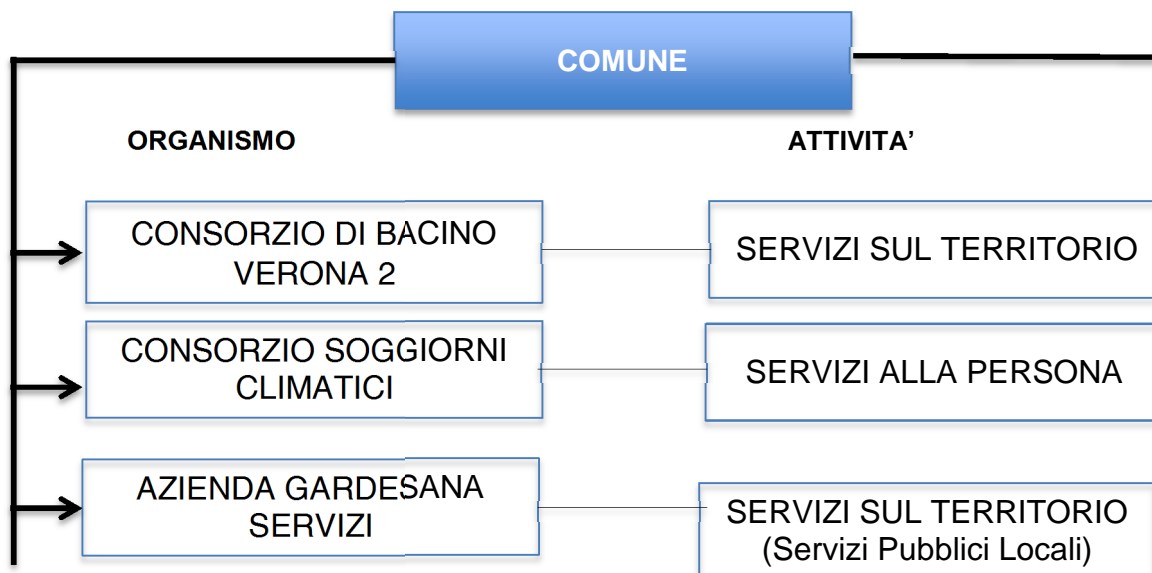 COMUNE
ORGANISMO
ATTIVITA’
CONSORZIO DI BACINO
VERONA 2
SERVIZI SUL TERRITORIO
CONSORZIO SOGGIORNI
CLIMATICI
SERVIZI ALLA PERSONA
AZIENDA GARDESANA
SERVIZI
SERVIZI SUL TERRITORIO
(Servizi Pubblici Locali)